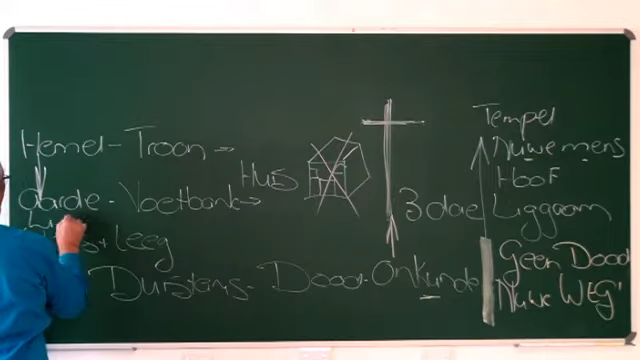 Hemel - Troon
Aarde - Voetbank
HUIS
+ Leeg
Duistens - Dood - Onkunde
3 dae
Tempel
Nuwe mens
HooF
Liggaam
Geen Dood
Nuwe WEG